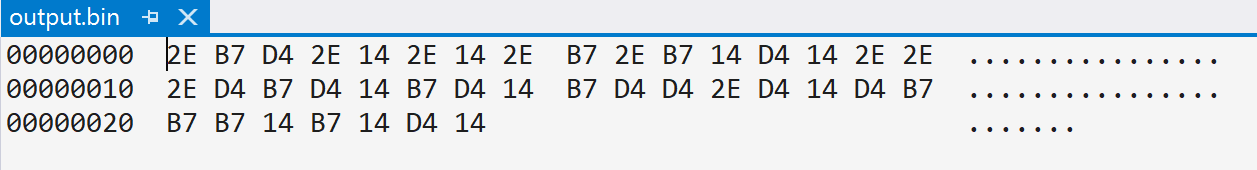 output.bin
00000000 2E B7 D4 2E 14 2E 14 2E B7 2E B7 14 D4 14 2E 2E ................
00000010 2E D4 B7 D4 14 B7 D4 14 B7 D4 D4 2E D4 14 D4 B7 ................
00000020 B7 B7 14 B7 14 D4 14 .......